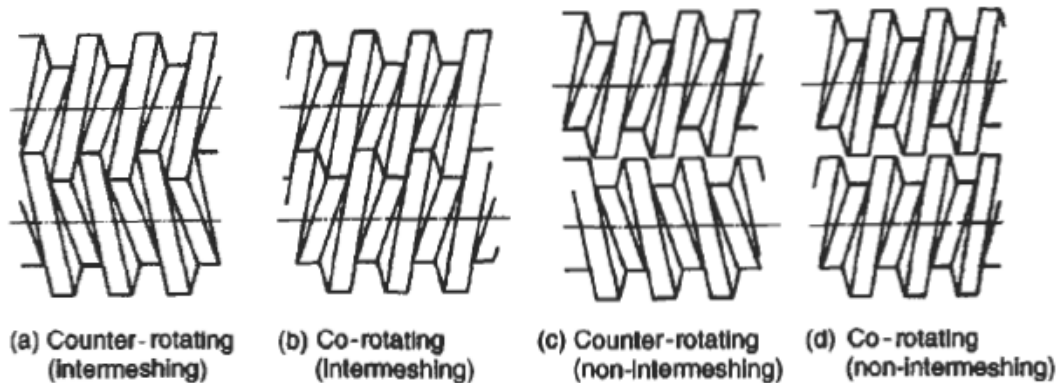 (a) Counter-rotating
(intermeshing)
(b) Co-rotating
(Intermeshing)
(c) Counter-rotating
(non-intermeshing)
(d) Co-rotating
(non-intermeshing)